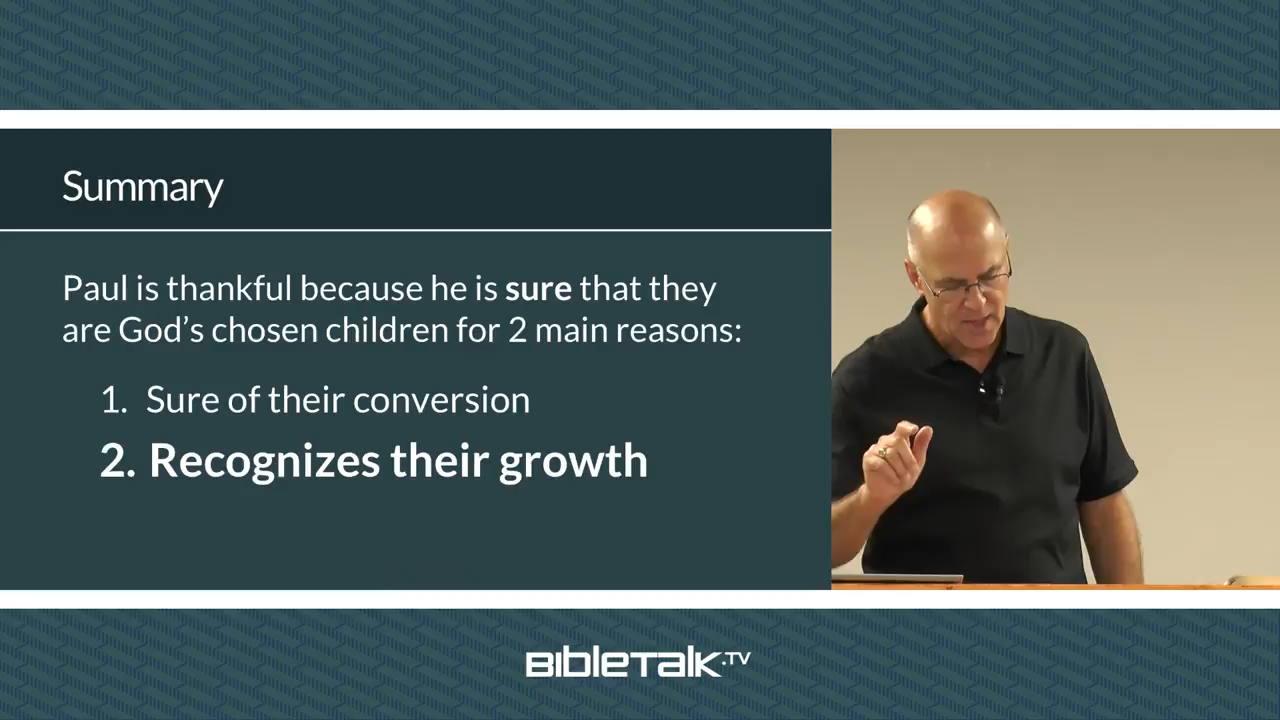 Summary
Paul is thankful because he is sure that they
are God's chosen children for 2 main reasons:
1. Sure of their conversion
2. Recognizes their growth
BibleTalk.TV